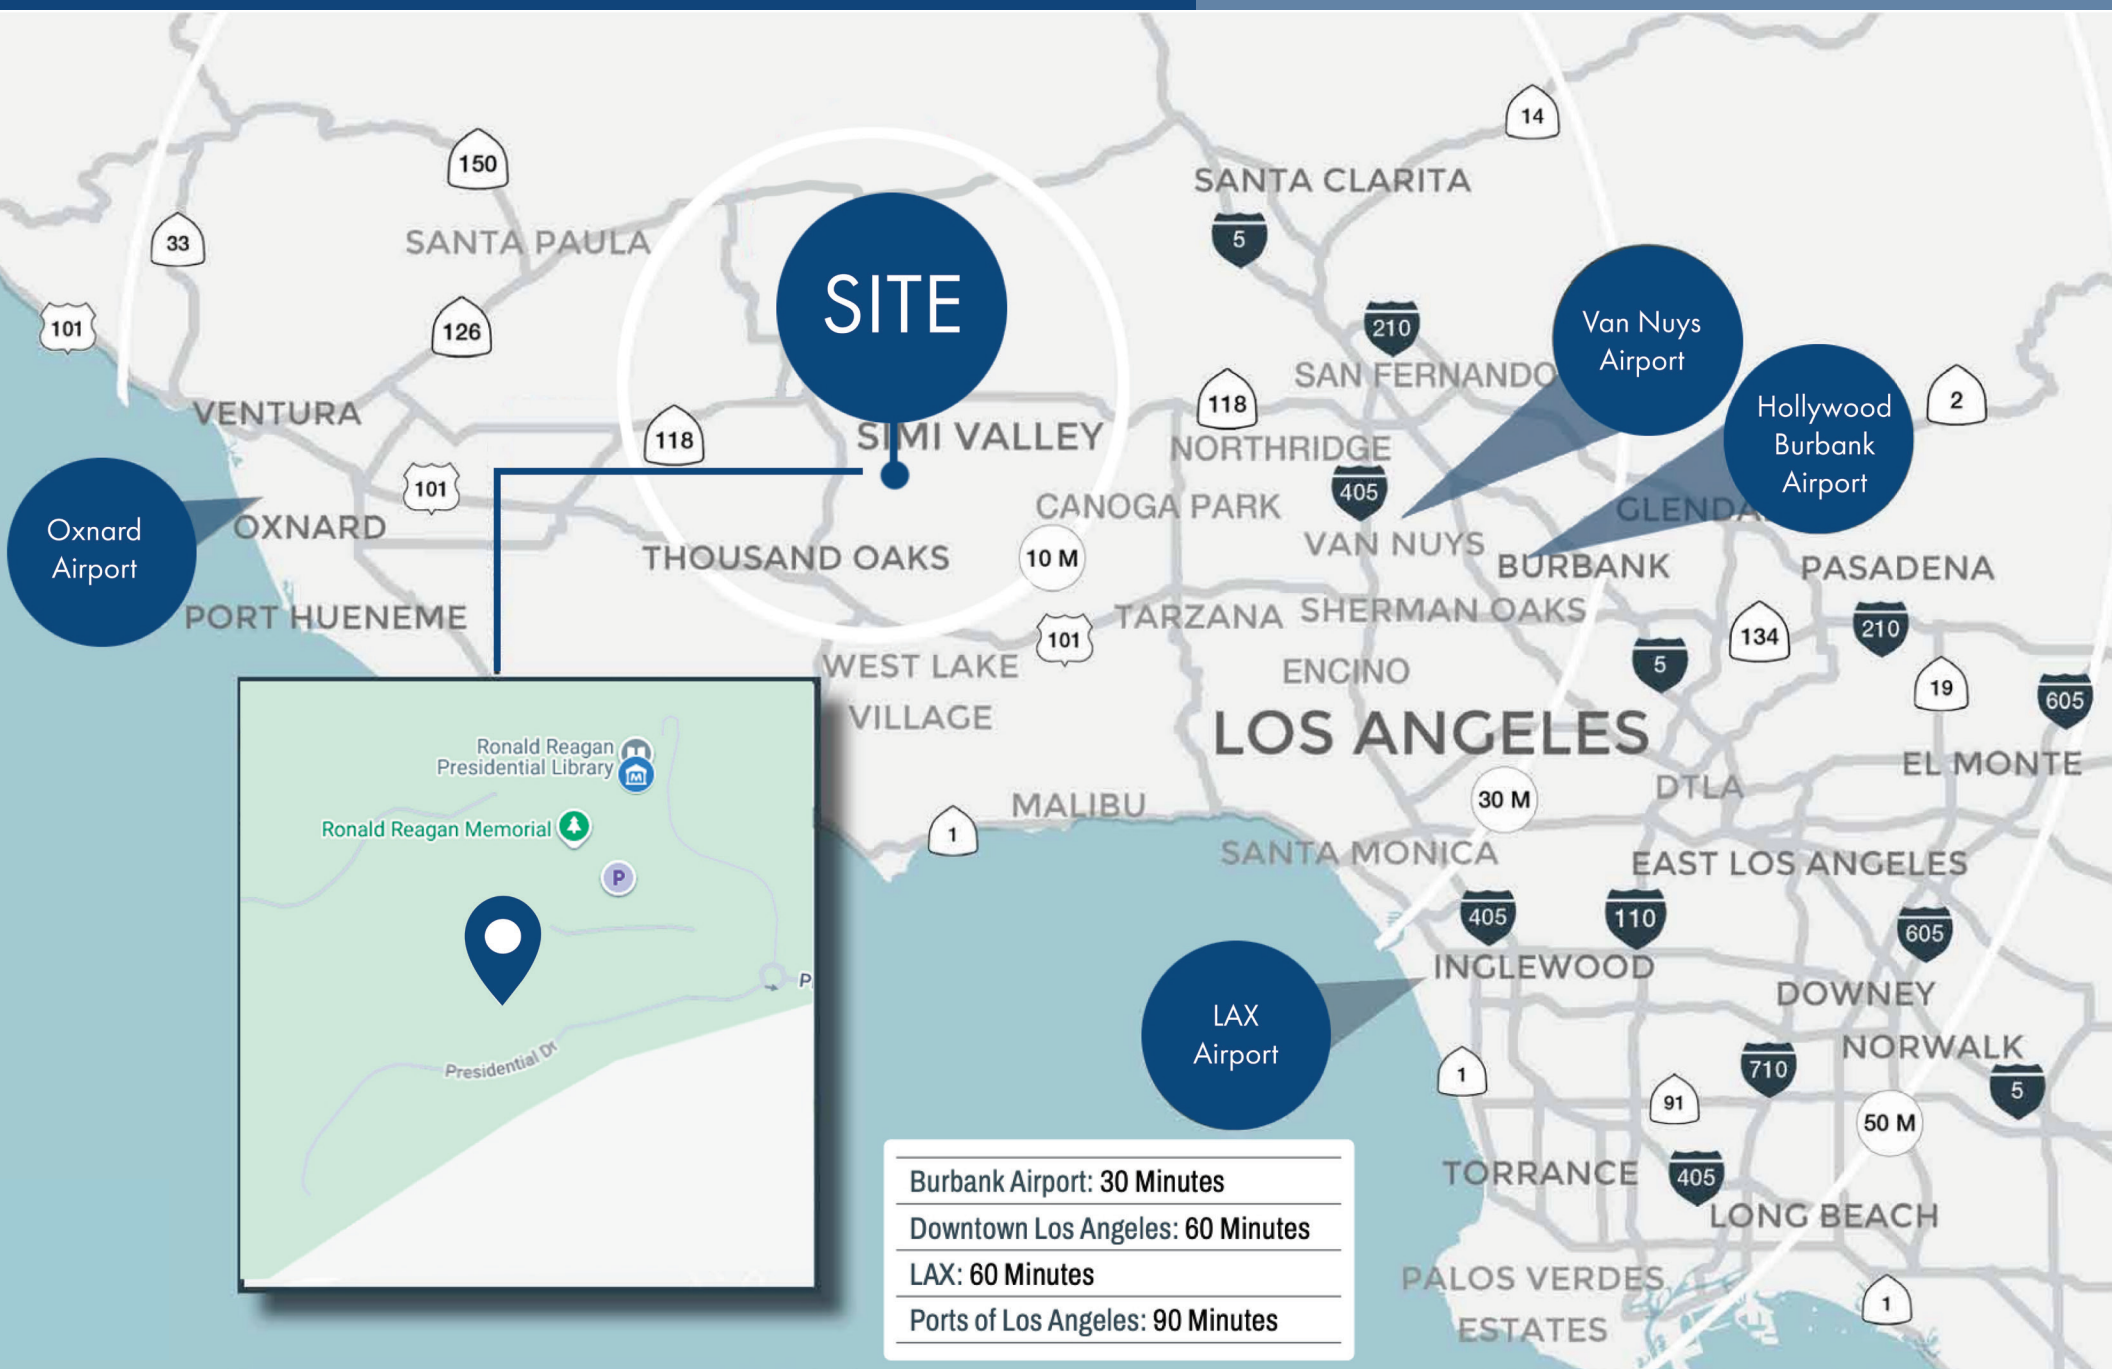 14
150
SANTA CLARITA
33
SANTA PAULA
5
SITE
101
126
210
Van Nuys
Airport
SAN FERNANDO
118
Hollywood
Burbank
Airport
2
VENTURA
118
SIMI VALLEY
NORTHRIDGE
101
405
CANOGA PARK
GLENDA
Oxnard
Airport
OXNARD
THOUSAND OAKS
10 M
VAN NUYS
BURBANK
PASADENA
PORT HUENEME
TARZANA
SHERMAN OAKS
101
134
210
WEST LAKE
VILLAGE
ENCINO
5
19
605
LOS ANGELES
Ronald Reagan
Presidential Library
M
Ronald Reagan Memorial
P
Presidential Dr
P
EL MONTE
DTLA
30 M
MALIBU
1
SANTA MONICA
EAST LOS ANGELES
405
110
605
INGLEWOOD
DOWNEY
LAX
Airport
NORWALK
1
710
5
91
50 M
TORRANCE
405
LONG BEACH
PALOS VERDES
ESTATES
1
Burbank Airport: 30 Minutes
Downtown Los Angeles: 60 Minutes
LAX: 60 Minutes
Ports of Los Angeles: 90 Minutes